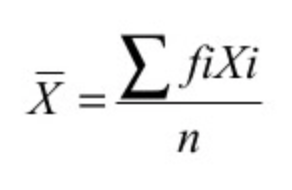 X̄ = ∑ fiXi / n